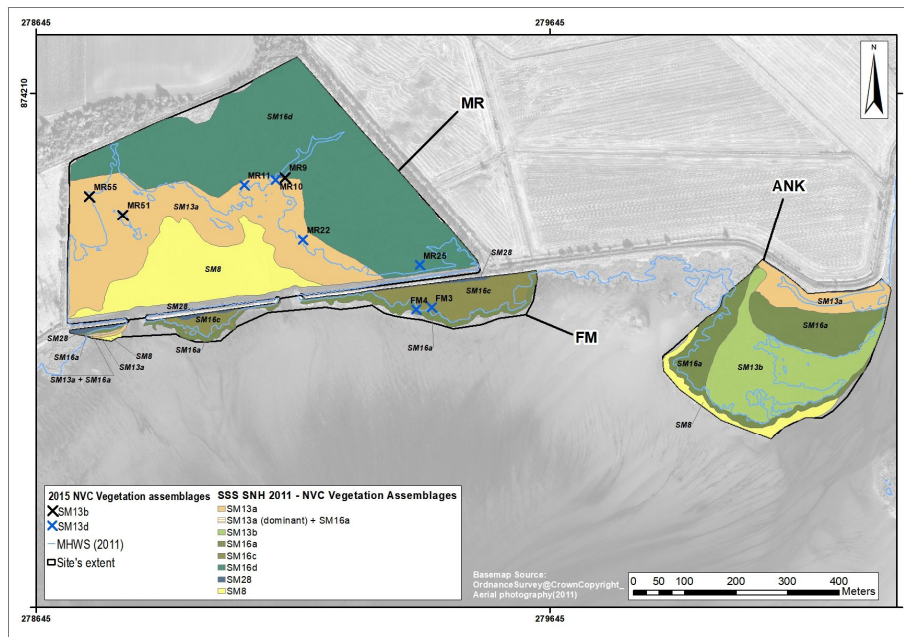 278645
279645
874210
N
MR
SM16d
MR11
MR9
MR10
MR55
MR51
SM13a
MR22
MR25
SM28
SM8
SM28
SM16c
FM4
FM3
SM16c
SM28
SM16a
SM16a
SM8
SM13a
SM13a + SM16a
SM16a
FM
ANK
SM13a
SM16a
SM16a
SM13b
SM8
2015 NVC Vegetation assemblages
SM13b
SM13d
MHWS (2011)
Site's extent
SSS SNH 2011 - NVC Vegetation Assemblages
SM13a
SM13a (dominant) + SM16a
SM13b
SM16a
SM16c
SM16d
SM28
SM8
Basemap Source:
OrdnanceSurvey@CrownCopyright_
Aerial photography(2011)
0 50 100 200 300 400
Meters
278645
279645